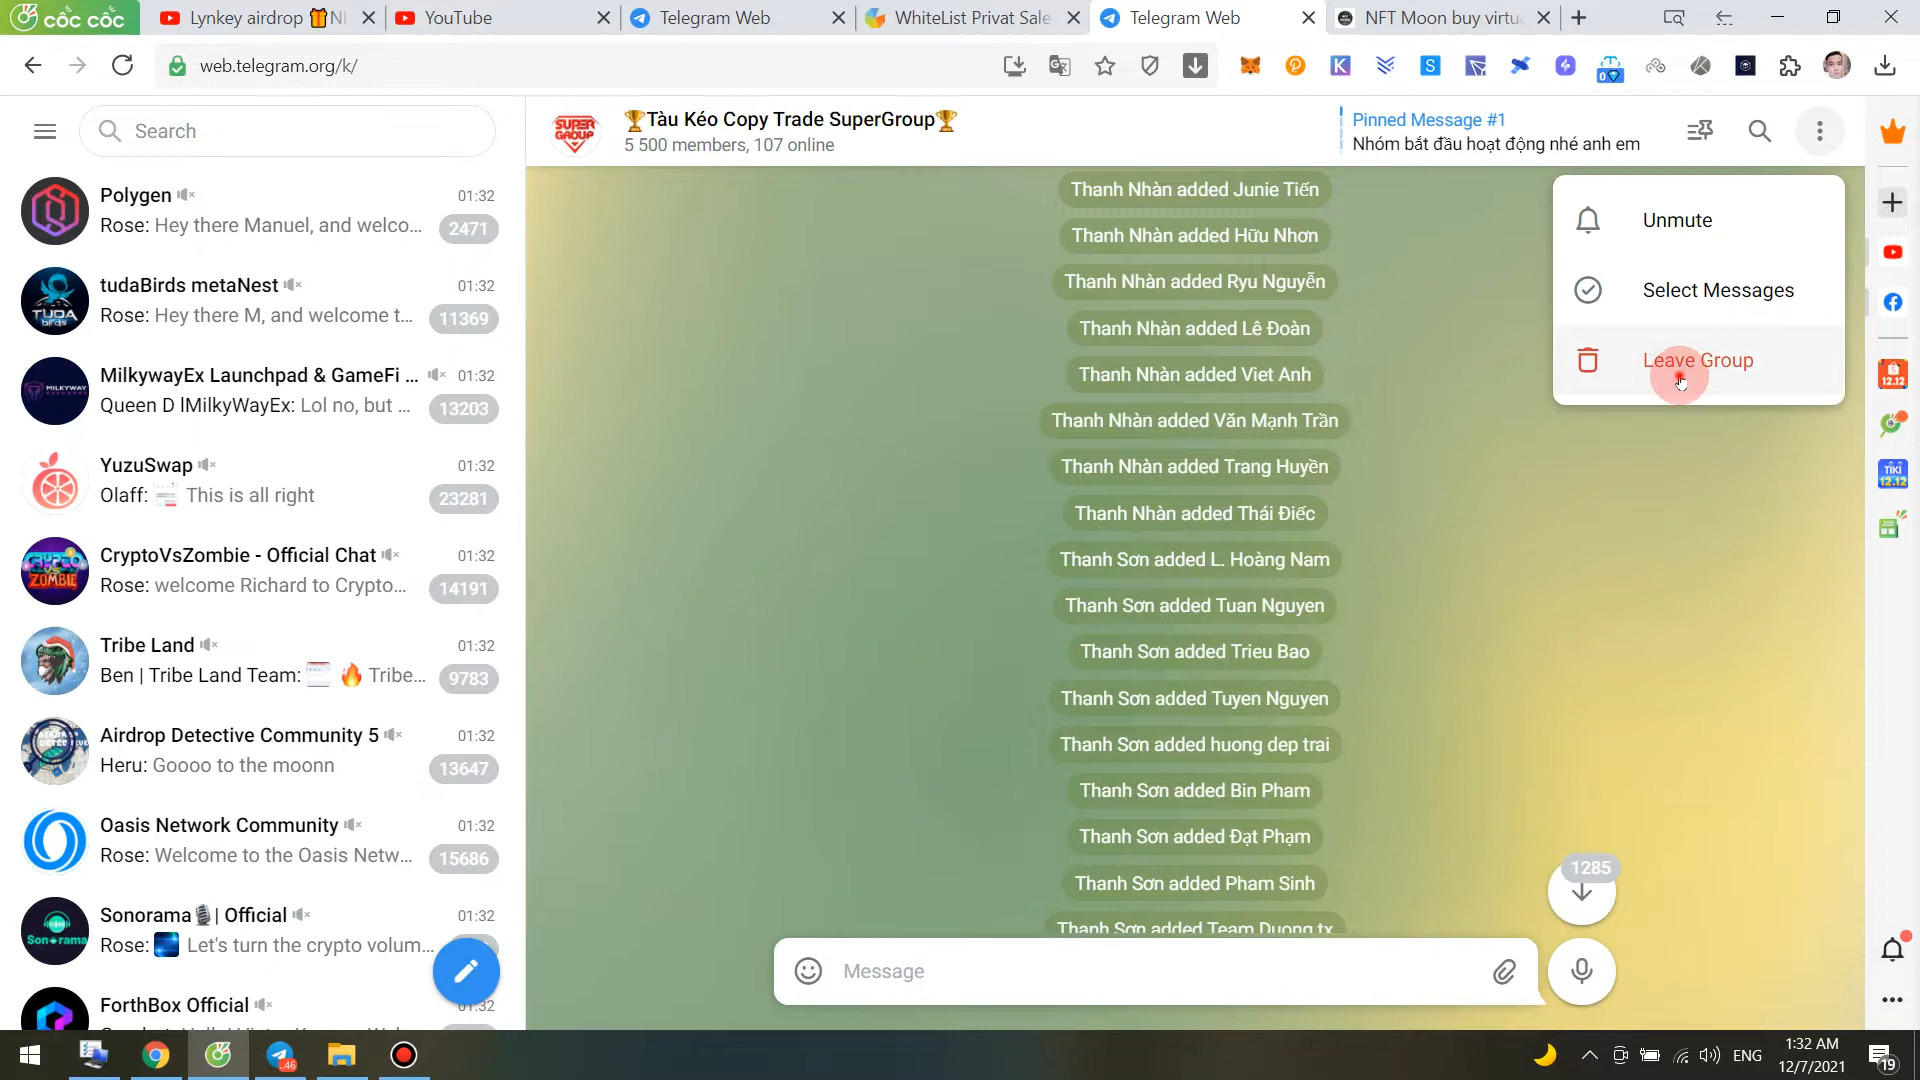 cốc cốc
Lynkey airdrop 🎁
YouTube
Telegram Web
WhiteList Privat Sale
Telegram Web
NFT Moon buy virtu
web.telegram.org/k/
Search
Polygen
01:32
Rose: Hey there Manuel, and welco...
2471
tudaBirds metaNest
01:32
Rose: Hey there M, and welcome t...
11369
MilkywayEx Launchpad & GameFi ...
01:32
Queen D lMilkyWayEx: Lol no, but ...
13203
YuzuSwap
01:32
Olaff: This is all right
23281
CryptoVsZombie - Official Chat
01:32
Rose: welcome Richard to Crypto...
14191
Tribe Land
01:32
Ben | Tribe Land Team: 🔥 Tribe...
9783
Airdrop Detective Community 5
01:32
Heru: Goooo to the moonn
13647
Oasis Network Community
01:32
Rose: Welcome to the Oasis Netw...
15686
Sonorama🎙️| Official
01:32
Rose: Let's turn the crypto volum...
ForthBox Official
SUPER GROUP
🏆Tàu Kéo Copy Trade SuperGroup🏆
5 500 members, 107 online
Pinned Message #1
Nhóm bắt đầu hoạt động nhé anh em
Thanh Nhàn added Junie Tiến
Thanh Nhàn added Hữu Nhơn
Thanh Nhàn added Ryu Nguyễn
Thanh Nhàn added Lê Đoàn
Thanh Nhàn added Viet Anh
Thanh Nhàn added Văn Mạnh Trần
Thanh Nhàn added Trang Huyền
Thanh Nhàn added Thái Điếc
Thanh Sơn added L. Hoàng Nam
Thanh Sơn added Tuan Nguyen
Thanh Sơn added Trieu Bao
Thanh Sơn added Tuyen Nguyen
Thanh Sơn added huong dep trai
Thanh Sơn added Bin Pham
Thanh Sơn added Đạt Phạm
Thanh Sơn added Pham Sinh
Thanh Sơn added Team Duong tx
Unmute
Select Messages
Leave Group
1285
Message
12.12
TIKI
12.12
ENG
1:32 AM
12/7/2021
19